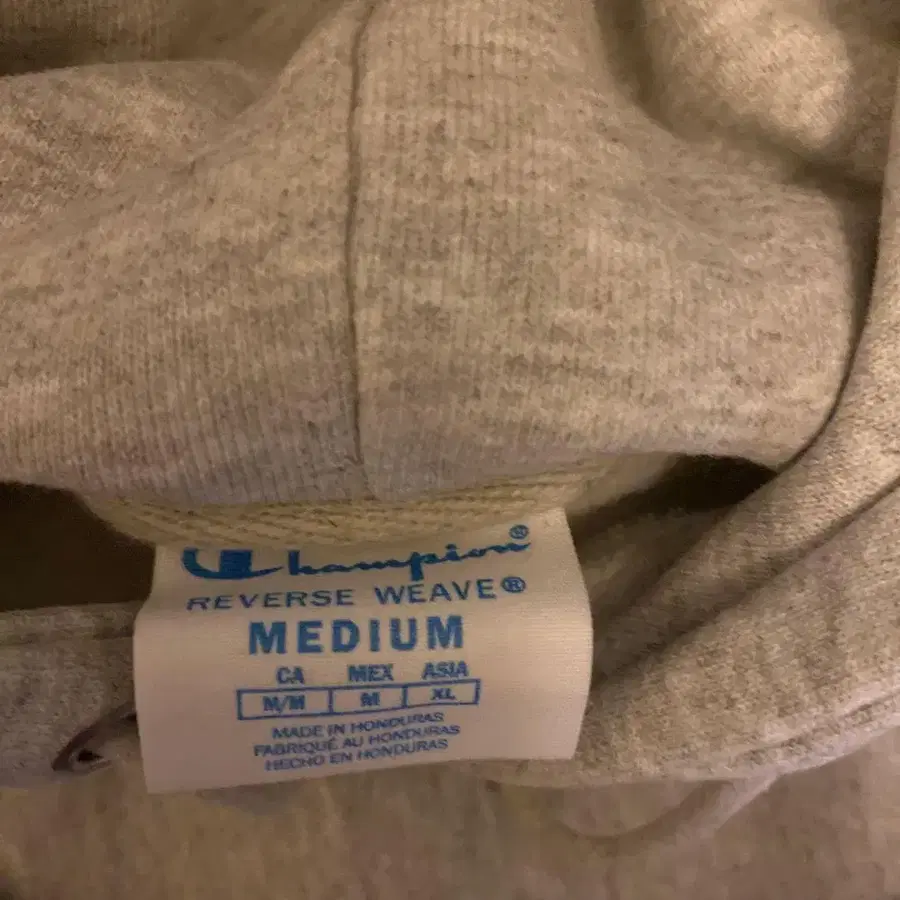 Champion®
REVERSE WEAVE®
MEDIUM
CA MEX ASIA
M/M M XL
MADE IN HONDURAS
FABRIQUÉ AU HONDURAS
HECHO EN HONDURAS